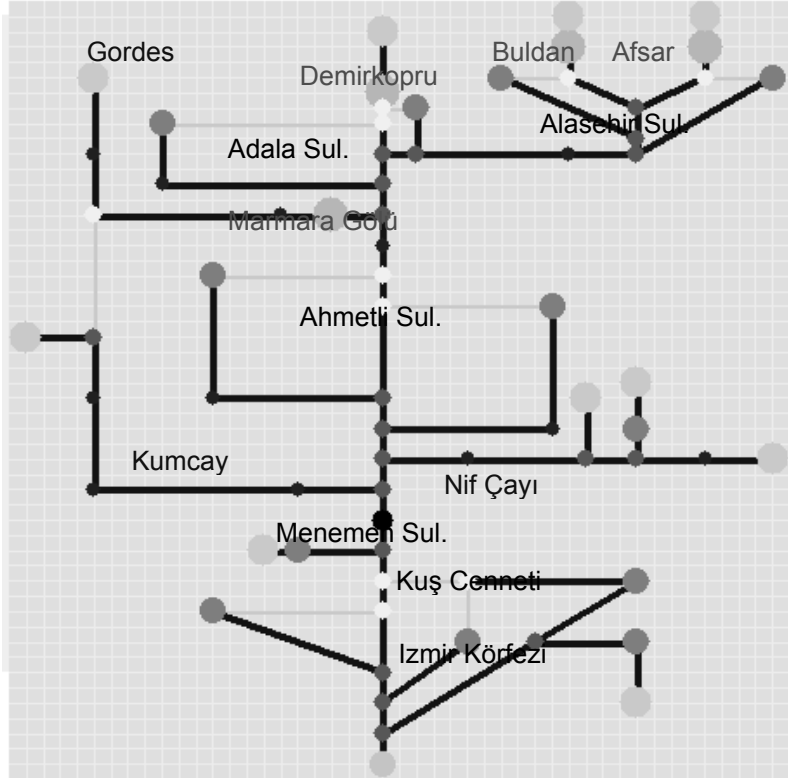 Gordes
Buldan
Afsar
Demirkopru
Alasehir Sul.
Adala Sul.
Marmara Gölü
Ahmetli Sul.
Kumcay
Nif Çayı
Menemen Sul.
Kuş Cenneti
Izmir Körfezi